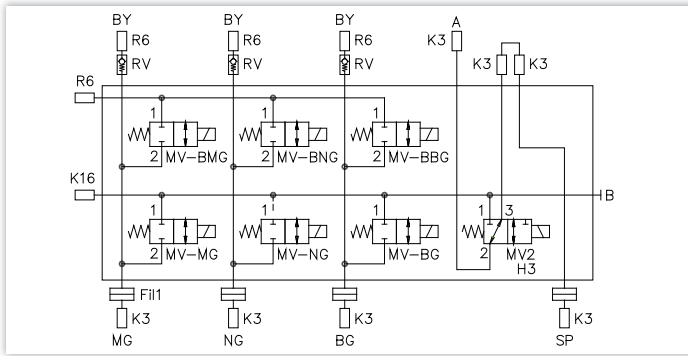 BY BY BY A
R6 R6 R6 K3
RV RV RV K3 K3
R6
1 1 1
2 MV-BMG 2 MV-BNG 2 MV-BBG
K16 B
1 1 1 1 3
2 MV-MG 2 MV-NG 2 MV-BG 2 MV2
H3
Fil1
K3 K3 K3 K3
MG NG BG SP